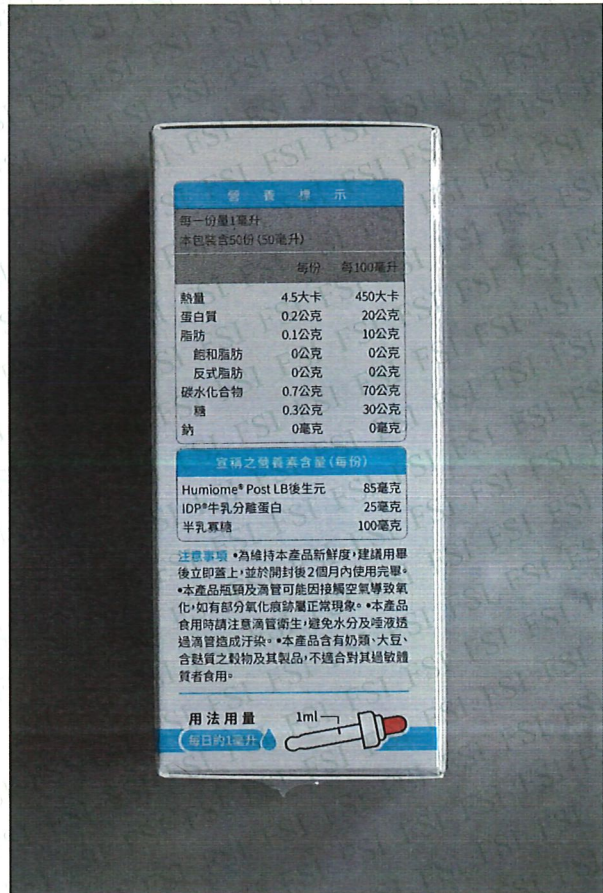 營養標示
每一份量1毫升
本包裝含50份(50毫升)
每份 每100毫升
熱量 4.5大卡 450大卡
蛋白質 0.2公克 20公克
脂肪 0.1公克 10公克
飽和脂肪 0公克 0公克
反式脂肪 0公克 0公克
碳水化合物 0.7公克 70公克
糖 0.3公克 30公克
鈉 0毫克 0毫克
宣稱之營養素含量(每份)
Humiome® Post LB後生元 85毫克
IDP®牛乳分離蛋白 25毫克
半乳寡糖 100毫克
注意事項 •為維持本產品新鮮度,建議用畢
後立即蓋上,並於開封後2個月內使用完畢。
•本產品瓶頸及滴管可能因接觸空氣導致氧
化,如有部分氧化痕跡屬正常現象。•本產品
食用時請注意滴管衛生,避免水分及唾液透
過滴管造成汙染。•本產品含有奶類、大豆、
含麩質之穀物及其製品,不適合對其過敏體
質者食用。
用法用量 1ml
每日約1毫升
FSI FSI FSI FSI